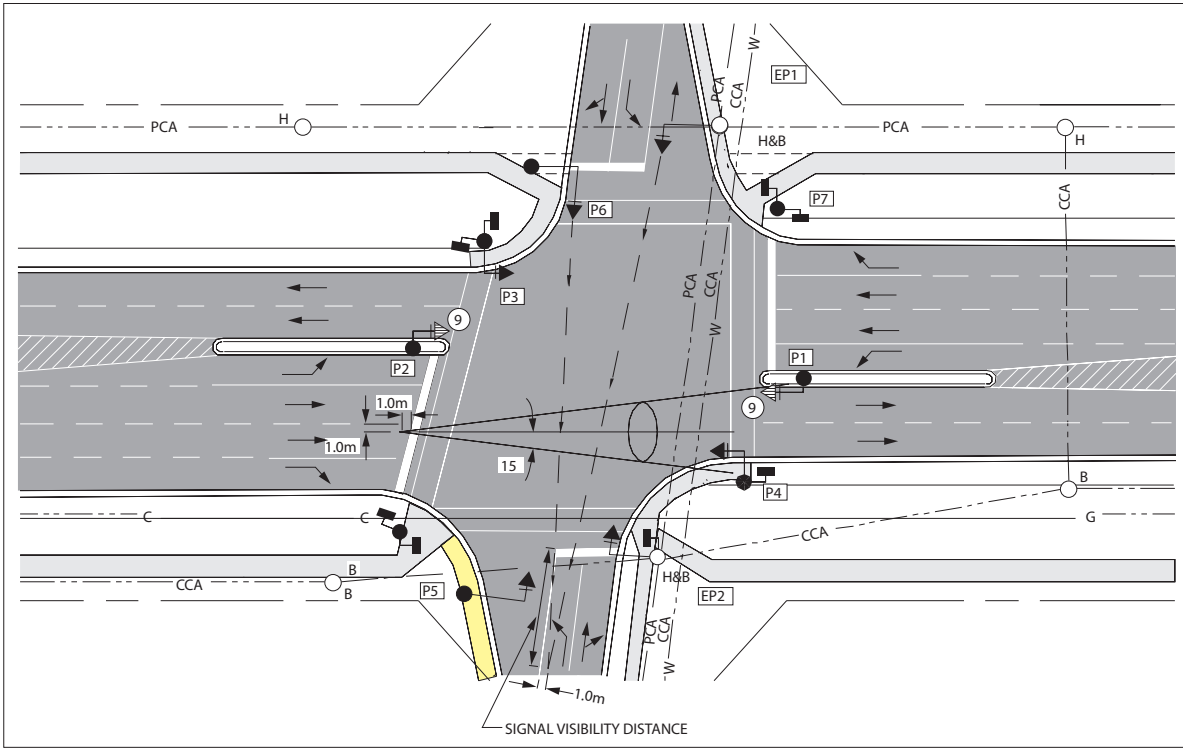 EP1
W
PCA
CCA
H
PCA
PCA
H
H&B
P7
CCA
P6
P3
PCA
CCA
W
9
P2
P1
9
1.0m
1.0m
15
P4
B
C
C
G
CCA
B
CCA
B
H&B
P5
EP2
PCA
CCA
W
1.0m
SIGNAL VISIBILITY DISTANCE